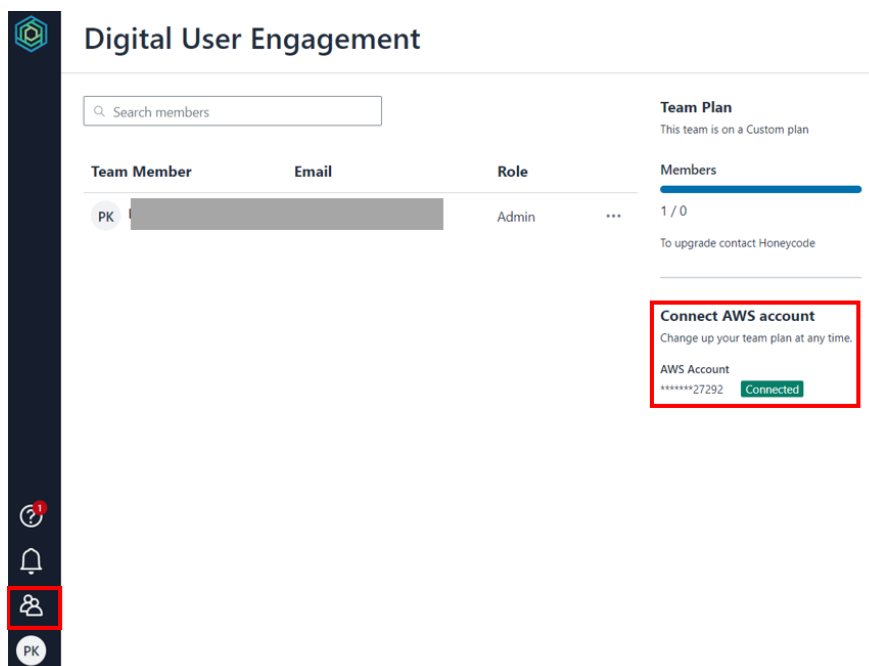 Digital User Engagement
Search members
Team Member Email Role
PK Admin ...
Team Plan
This team is on a Custom plan
Members
1 / 0
To upgrade contact Honeycode
Connect AWS account
Change up your team plan at any time.
AWS Account
*******27292 Connected
1
PK